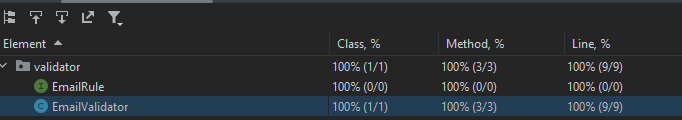 Element Class, % Method, % Line, %
validator 100% (1/1) 100% (3/3) 100% (9/9)
I EmailRule 100% (0/0) 100% (0/0) 100% (0/0)
C EmailValidator 100% (1/1) 100% (3/3) 100% (9/9)